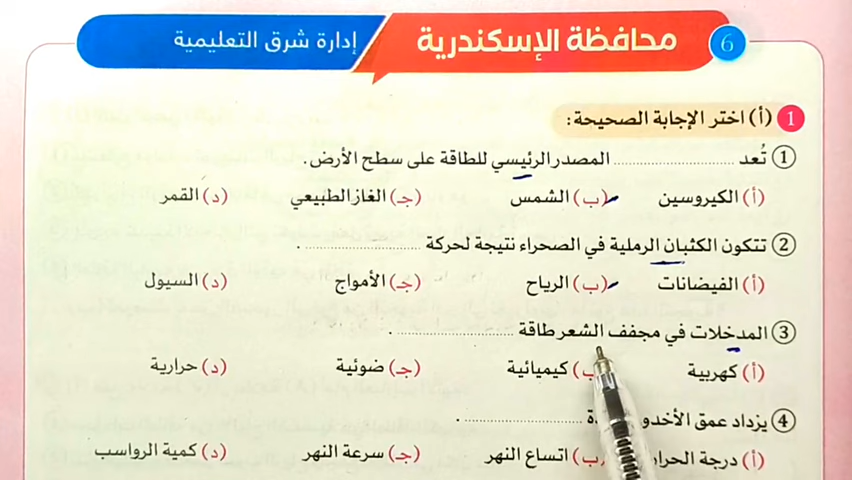 6 محافظة الإسكندرية إدارة شرق التعليمية
1 (أ) اختر الإجابة الصحيحة:
1 تُعد .................... المصدر الرئيسي للطاقة على سطح الأرض.
(أ) الكيروسين (ب) الشمس (جـ) الغاز الطبيعي (د) القمر
2 تتكون الكثبان الرملية في الصحراء نتيجة لحركة .................... .
(أ) الفيضانات (ب) الرياح (جـ) الأمواج (د) السيول
3 المدخلات في مجفف الشعر طاقة .................... .
(أ) كهربية (ب) كيميائية (جـ) ضوئية (د) حرارية
4 يزداد عمق .................... .
(أ) درجة (ب) اتساع النهر (جـ) سرعة النهر (د) كمية الرواسب